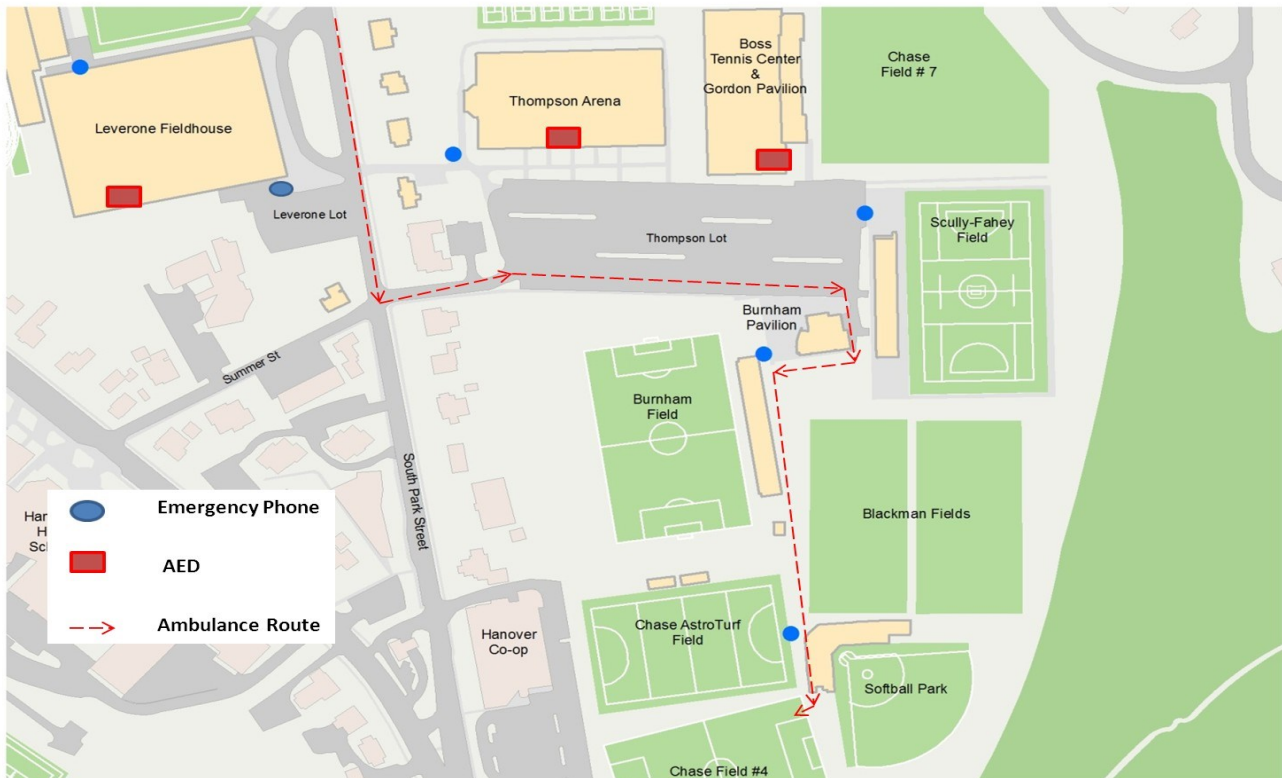 Boss
Tennis Center
&
Gordon Pavilion
Chase
Field # 7
Thompson Arena
Leverone Fieldhouse
Leverone Lot
Thompson Lot
Scully-Fahey
Field
Burnham
Pavilion
Summer St
Burnham
Field
South Park Street
Blackman Fields
Emergency Phone
AED
Ambulance Route
Hanover
Co-op
Chase AstroTurf
Field
Softball Park
Chase Field #4